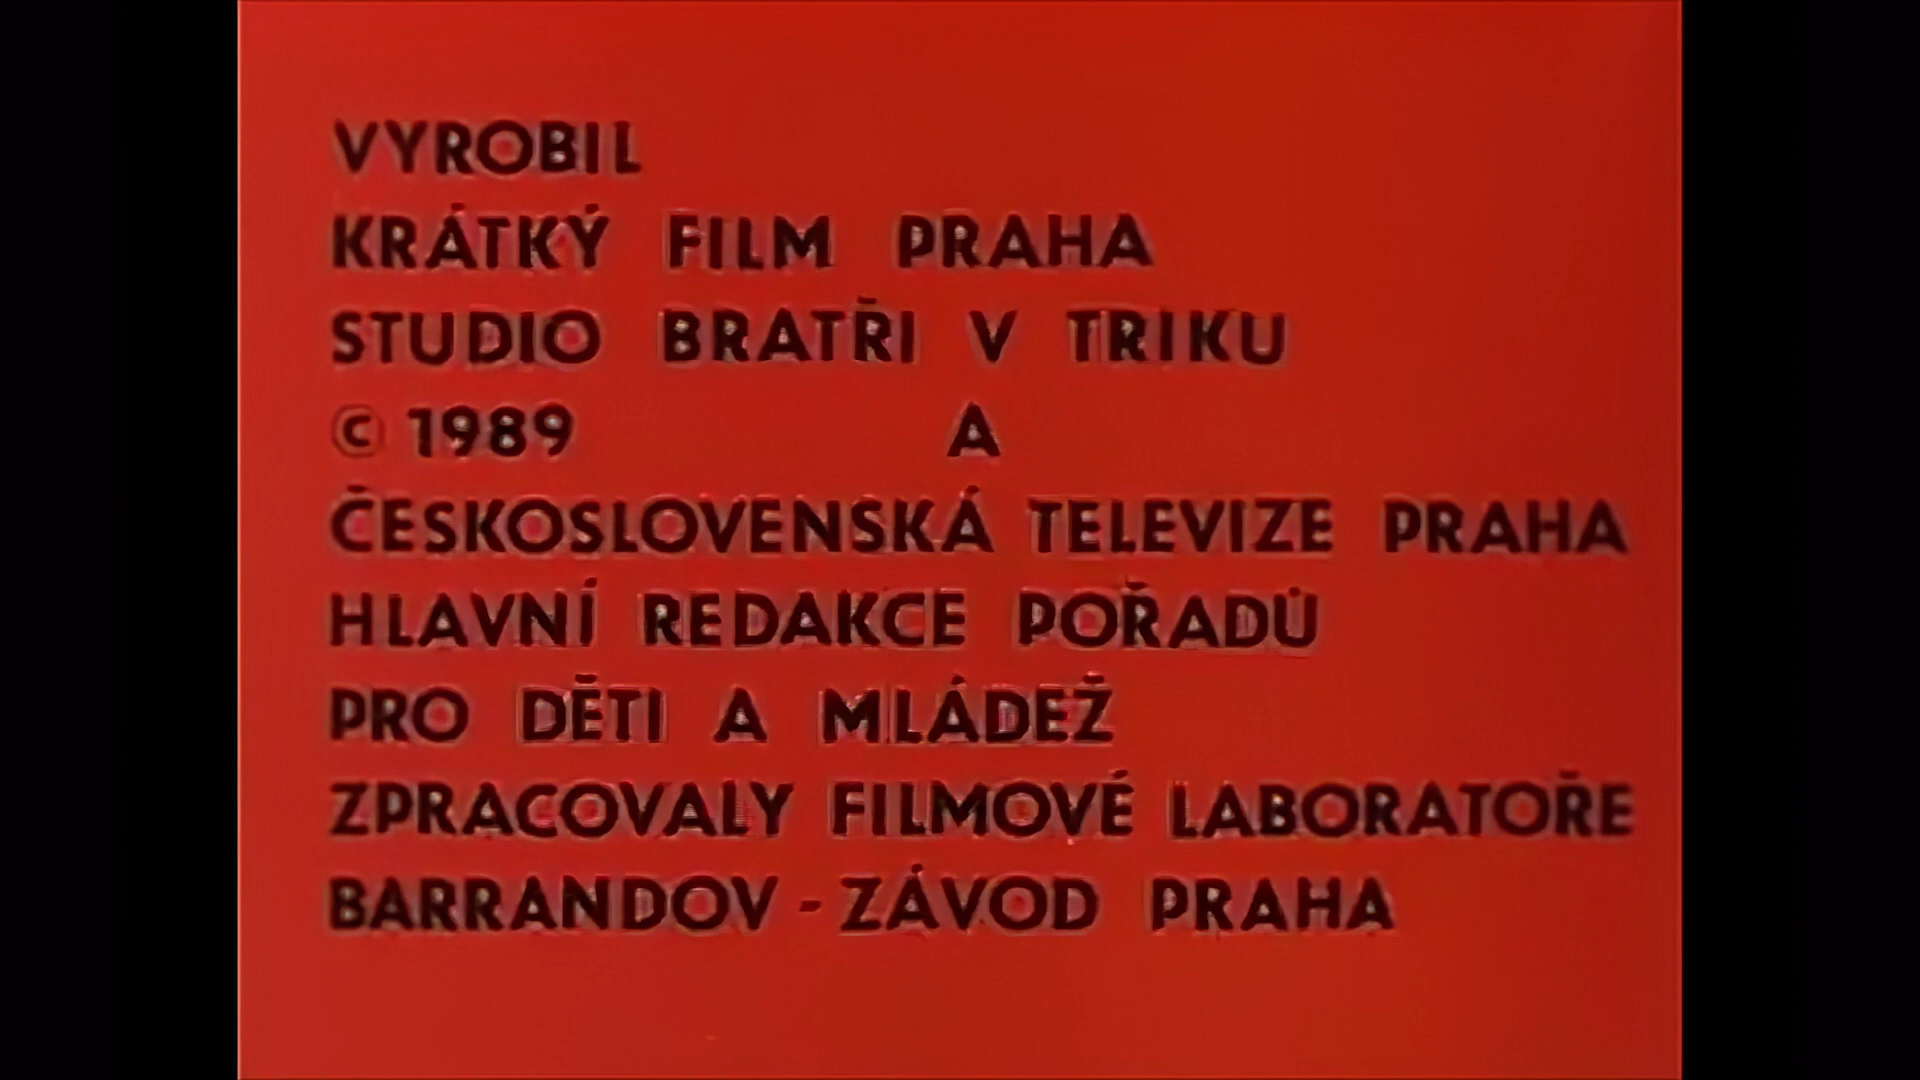 VYROBIL
KRÁTKÝ FILM PRAHA
STUDIO BRATŘI V TRIKU
© 1989 A
ČESKOSLOVENSKÁ TELEVIZE PRAHA
HLAVNÍ REDAKCE POŘADŮ
PRO DĚTI A MLÁDEŽ
ZPRACOVALY FILMOVÉ LABORATOŘE
BARRANDOV - ZÁVOD PRAHA